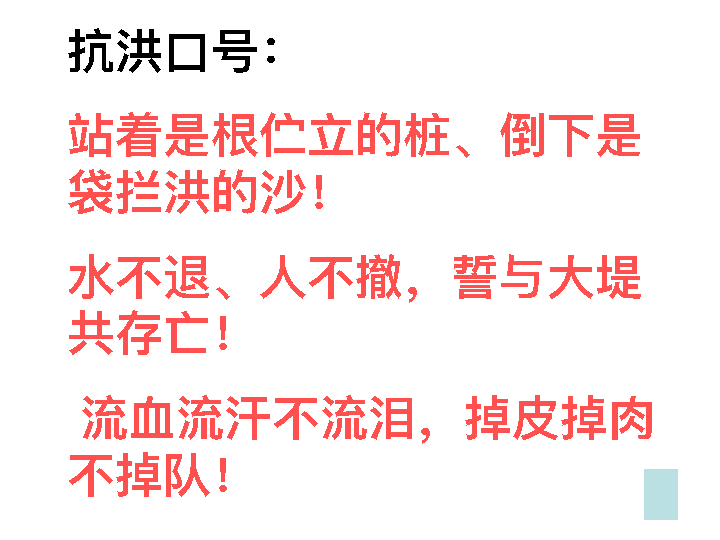 抗洪口号：
站着是根伫立的桩、倒下是
袋拦洪的沙！
水不退、人不撤，誓与大堤
共存亡！
流血流汗不流泪，掉皮掉肉
不掉队！